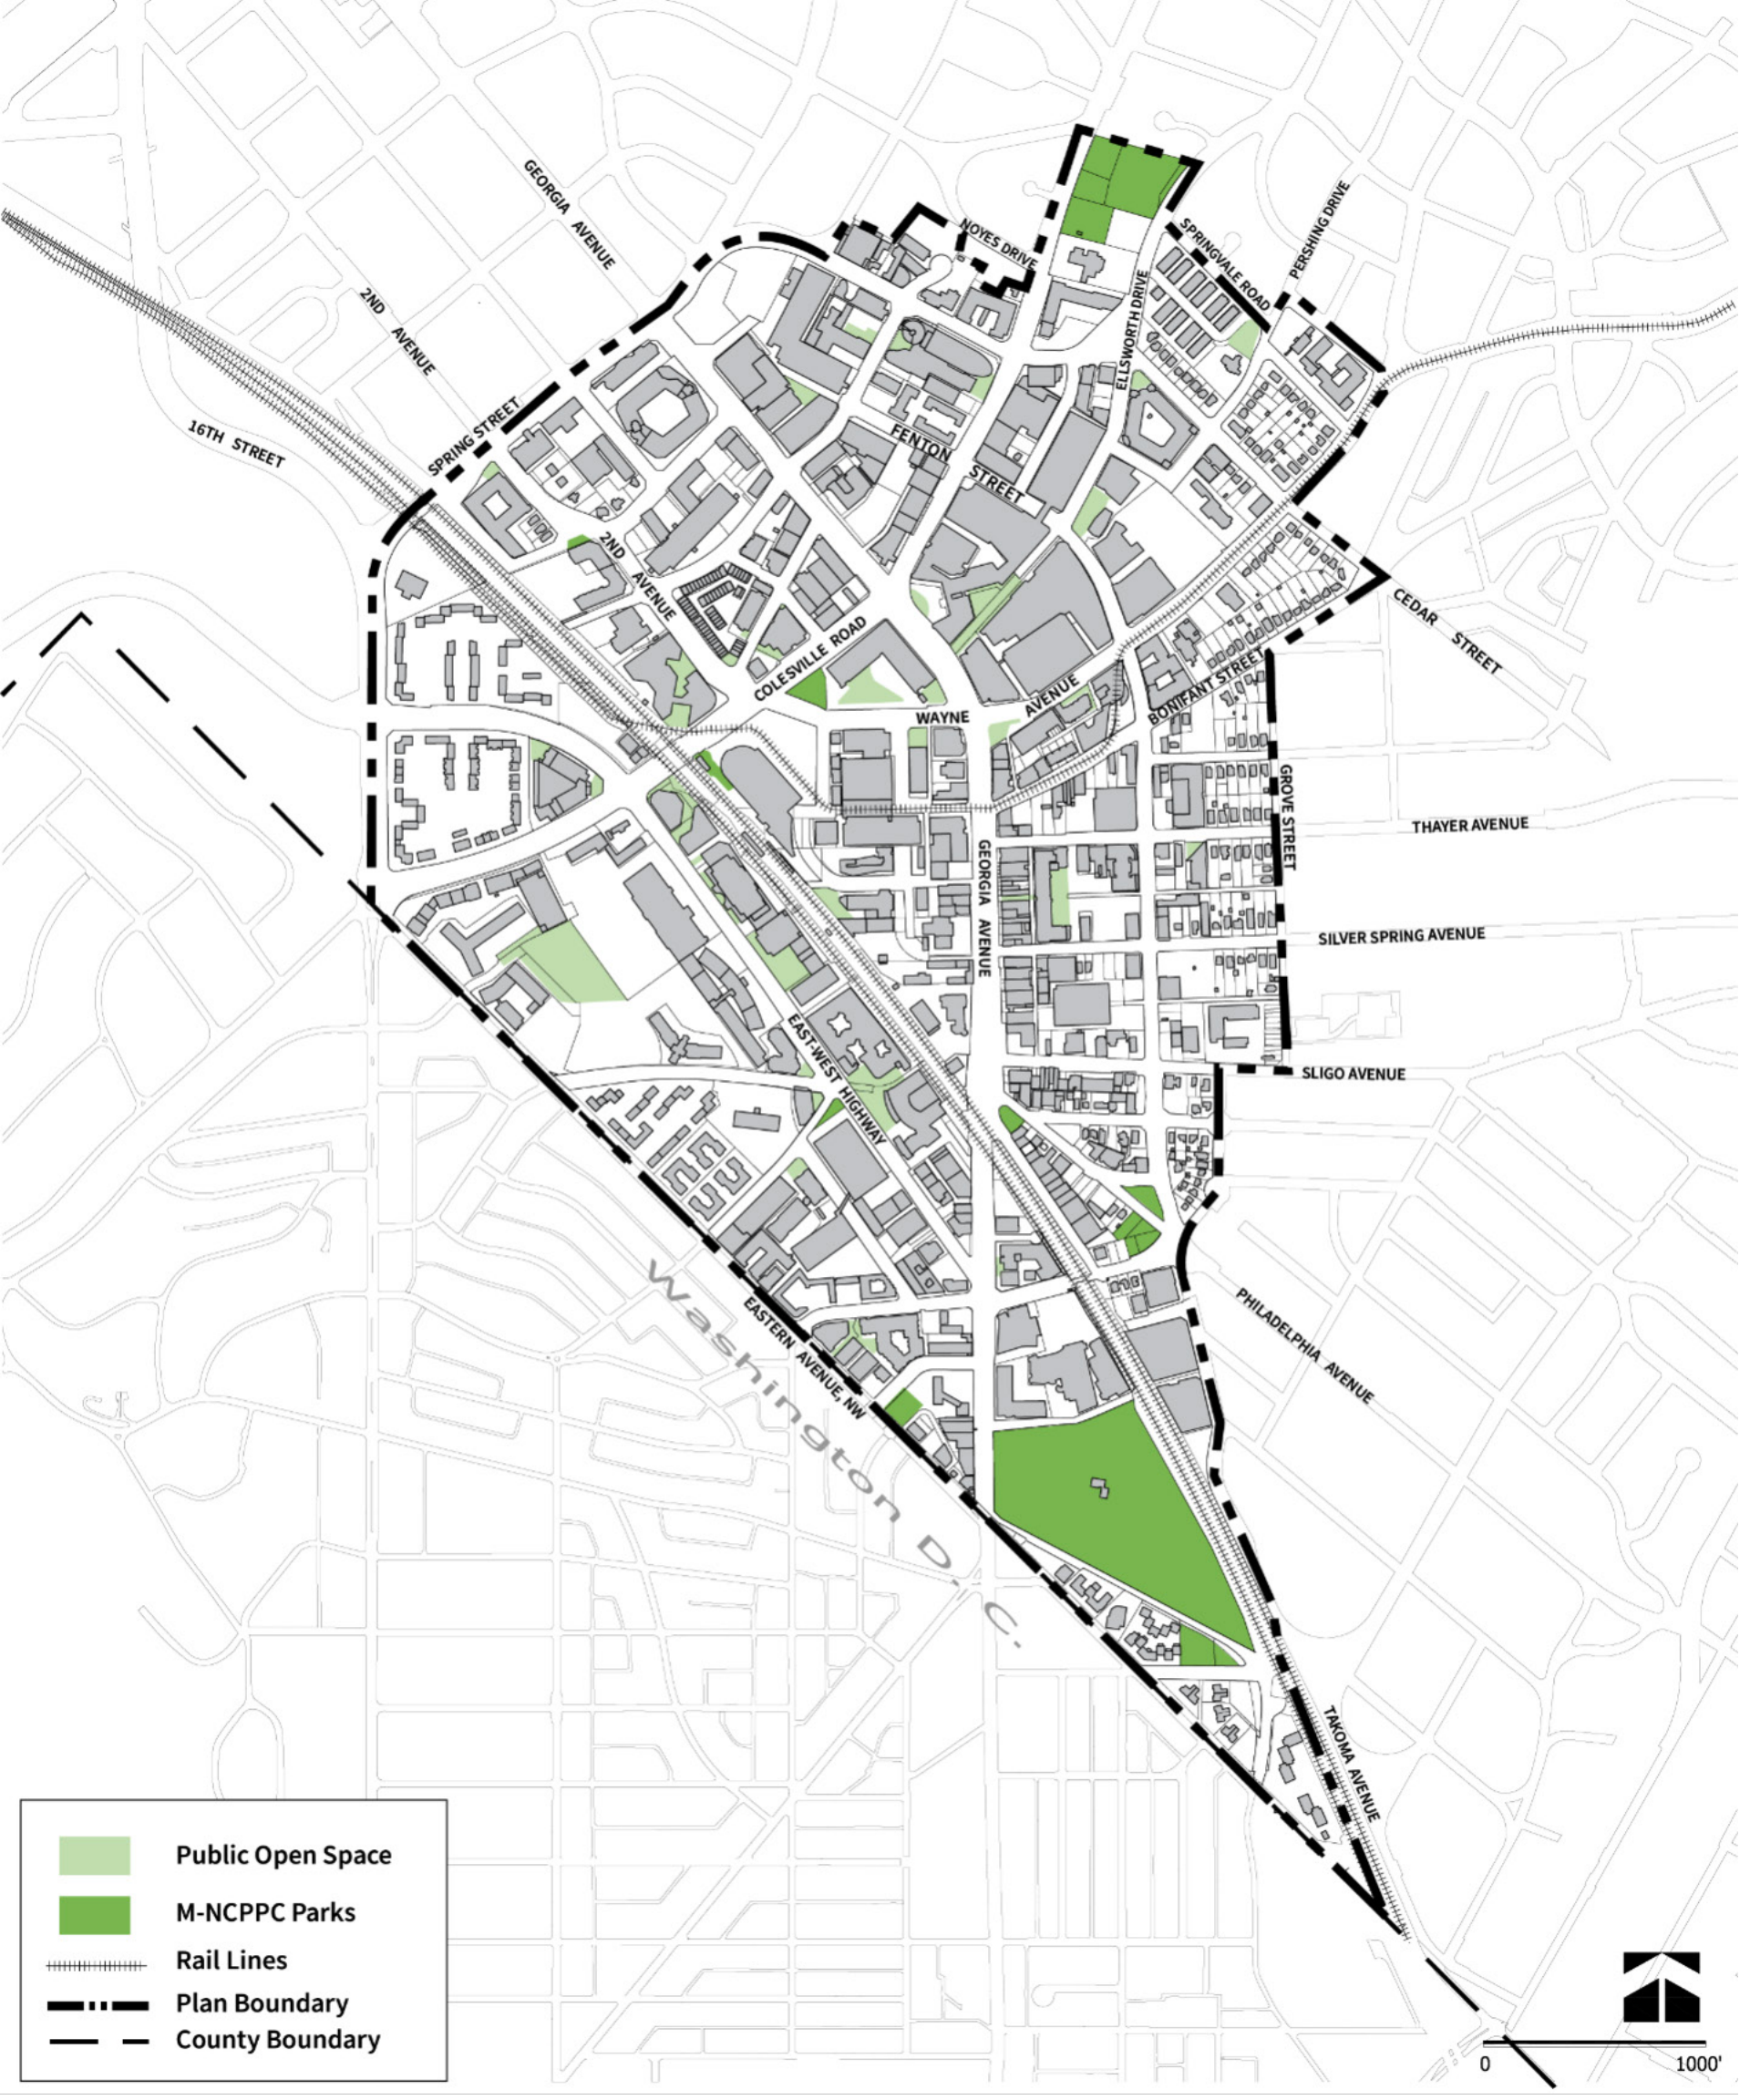 GEORGIA AVENUE
NOYES DRIVE
SPRINGVALE ROAD
PERSHING DRIVE
2ND AVENUE
ELLSWORTH DRIVE
SPRING STREET
16TH STREET
FENTON STREET
2ND AVENUE
CEDAR STREET
COLESVILLE ROAD
BONIFANT STREET
WAYNE AVENUE
GROVE STREET
THAYER AVENUE
GEORGIA AVENUE
SILVER SPRING AVENUE
EAST-WEST HIGHWAY
SLIGO AVENUE
PHILADELPHIA AVENUE
EASTERN AVENUE, NW
Washington D. C.
TAKOMA AVENUE
Public Open Space
M-NCPPC Parks
Rail Lines
Plan Boundary
County Boundary
0 1000'